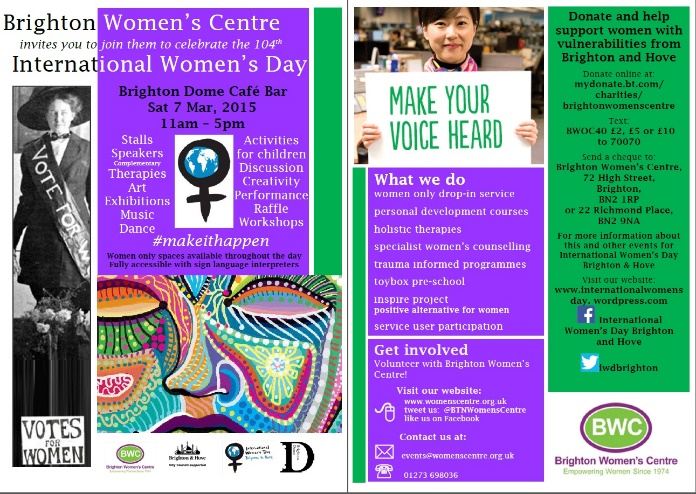 Brighton Women's Centre
invites you to join them to celebrate the 104th
International Women's Day
Brighton Dome Café Bar
Sat 7 Mar, 2015
11am – 5pm
Stalls
Speakers
Complementary
Therapies
Art
Exhibitions
Music
Dance
Activities
for children
Discussion
Creativity
Performance
Raffle
Workshops
#makeithappen
Women only spaces available throughout the day
Fully accessible with sign language interpreters
VOTE FOR
VOTES
FOR
WOMEN
BWC
Brighton Women's Centre
Empowering Women Since 1974
Brighton & Hove
City Council supported
International
Women's Day
Brighton & Hove
D
MAKE YOUR
VOICE HEARD
What we do
women only drop-in service
personal development courses
holistic therapies
specialist women's counselling
trauma informed programmes
toybox pre-school
inspire project
positive alternative for women
service user participation
Get involved
Volunteer with Brighton Women's
Centre!
Visit our website:
www.womenscentre.org.uk
tweet us: @BTNWomensCentre
like us on Facebook
Contact us at:
events@womenscentre.org.uk
01273 698036
Donate and help
support women with
vulnerabilities from
Brighton and Hove
Donate online at:
mydonate.bt.com/
charities/
brightonwomenscentre
Text:
BWOC40 £2, £5 or £10
to 70070
Send a cheque to:
Brighton Women's Centre,
72 High Street,
Brighton,
BN2 1RP
or 22 Richmond Place,
BN2 9NA
For more information about
this and other events for
International Women's Day
Brighton & Hove
Visit our website:
www.internationalwomens
day. wordpress.com
f International
Women's Day Brighton
and Hove
iwdbrighton
BWC
Brighton Women's Centre
Empowering Women Since 1974